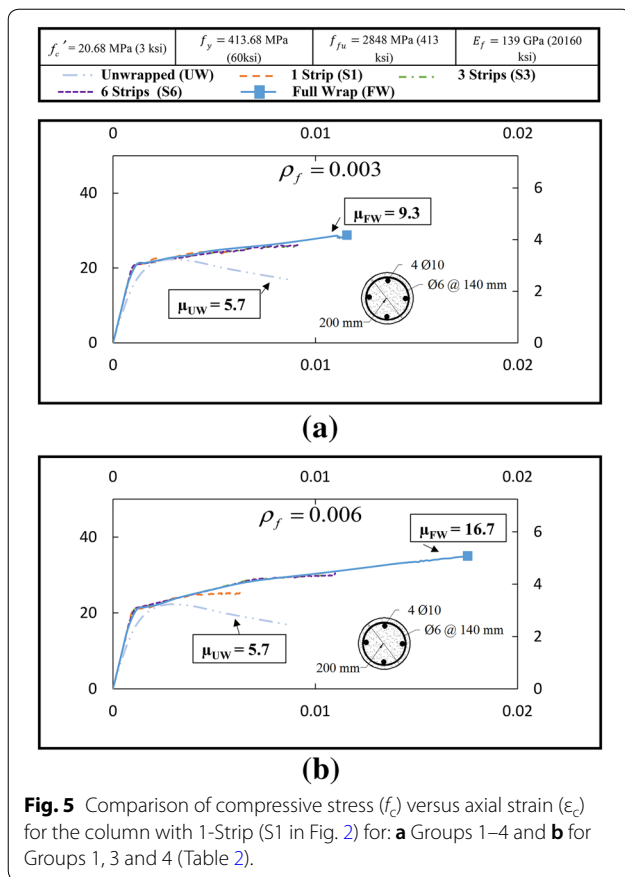 f_c' = 20.68 MPa (3 ksi)
f_y = 413.68 MPa (60ksi)
f_fu = 2848 MPa (413 ksi)
E_f = 139 GPa (20160 ksi)
Unwrapped (UW) 1 Strip (S1) 3 Strips (S3)
6 Strips (S6) Full Wrap (FW)
0 0.01 0.02
ρ_f = 0.003
40
20
0
6
4
2
0
μ_FW = 9.3
μ_UW = 5.7
4 Ø10
Ø6 @ 140 mm
200 mm
0 0.01 0.02
(a)
0 0.01 0.02
ρ_f = 0.006
40
20
0
6
4
2
0
μ_FW = 16.7
μ_UW = 5.7
4 Ø10
Ø6 @ 140 mm
200 mm
0 0.01 0.02
(b)
Fig. 5 Comparison of compressive stress (f_c) versus axial strain (ε_c)
for the column with 1-Strip (S1 in Fig. 2) for: a Groups 1–4 and b for
Groups 1, 3 and 4 (Table 2).